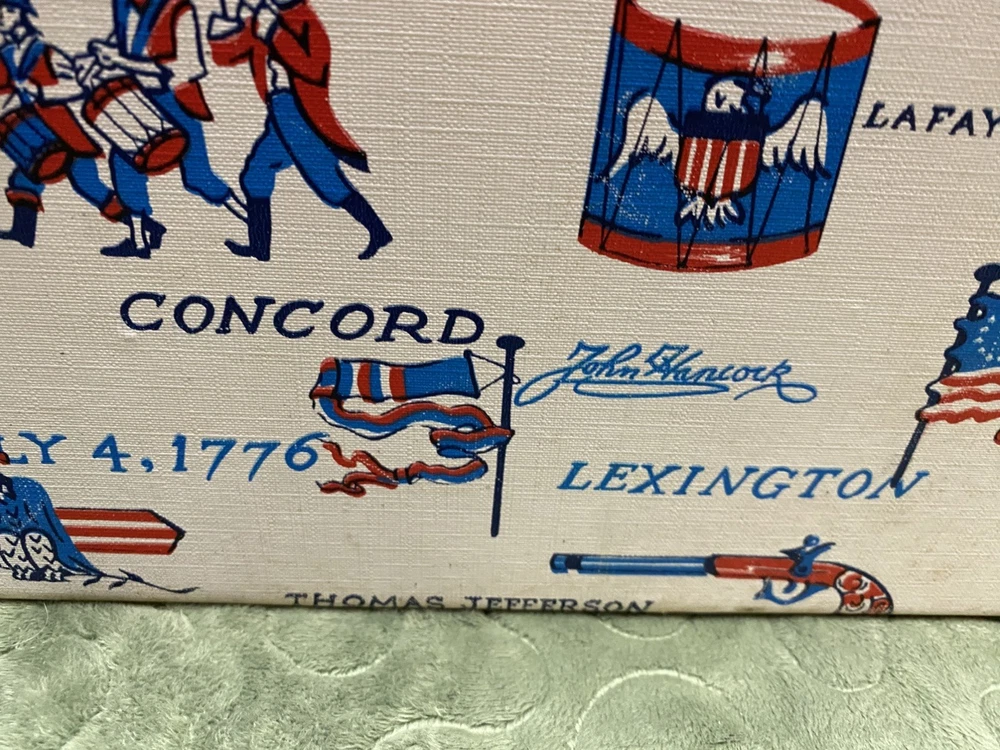 LAFAY
CONCORD
John Hancock
LY 4, 1776
LEXINGTON
THOMAS JEFFERSON